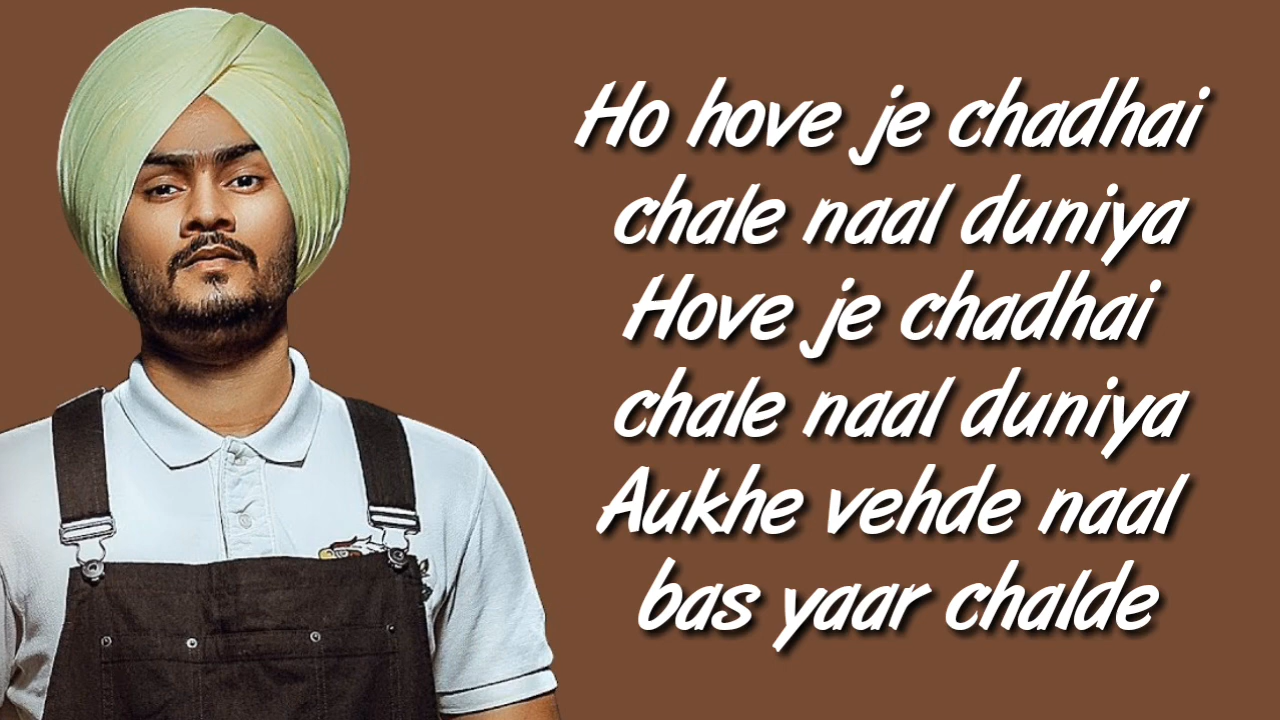 Ho hove je chadhai
chale naal duniya
Hove je chadhai
chale naal duniya
Aukhe vehde naal
bas yaar chalde